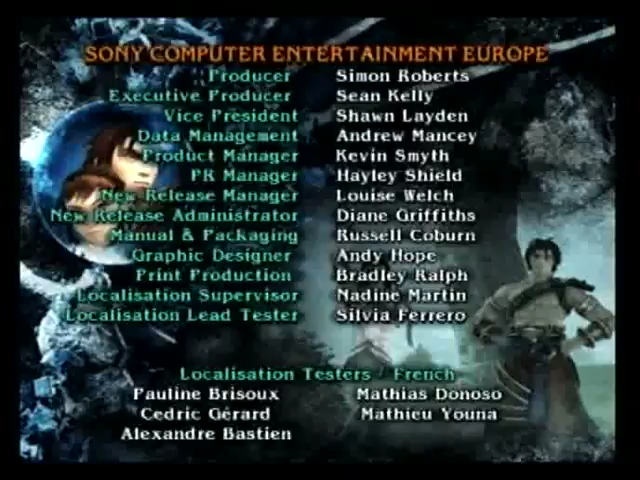 SONY COMPUTER ENTERTAINMENT EUROPE
Producer Simon Roberts
Executive Producer Sean Kelly
Vice President Shawn Layden
Data Management Andrew Mancey
Product Manager Kevin Smyth
PR Manager Hayley Shield
New Release Manager Louise Welch
New Release Administrator Diane Griffiths
Manual & Packaging Russell Coburn
Graphic Designer Andy Hope
Print Production Bradley Ralph
Localisation Supervisor Nadine Martin
Localisation Lead Tester Silvia Ferrero
Localisation Testers / French
Pauline Brisoux Mathias Donoso
Cedric Gérard Mathieu Youna
Alexandre Bastien